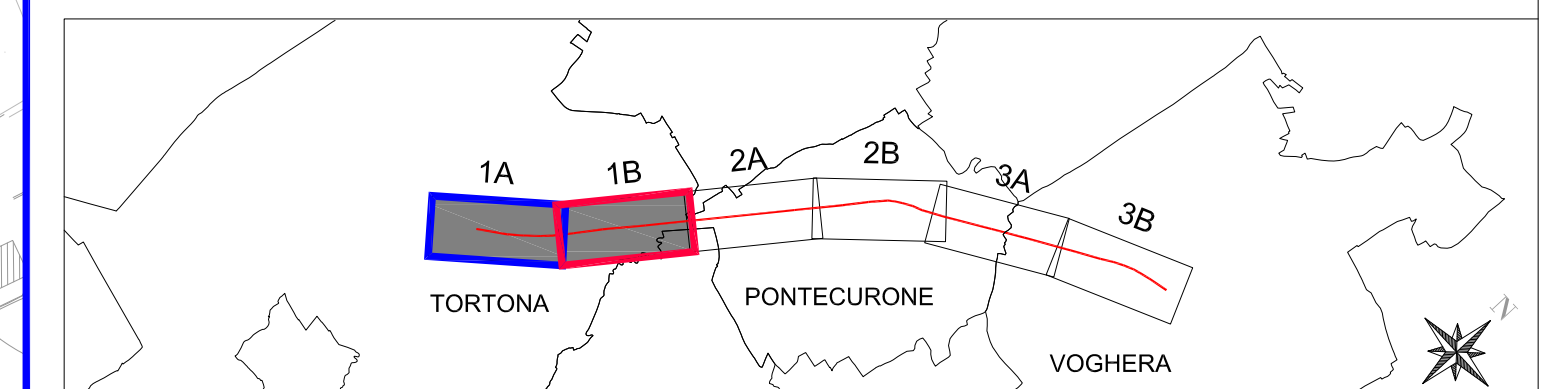 1A
1B
2A
2B
3A
3B
TORTONA
PONTECURONE
VOGHERA
N